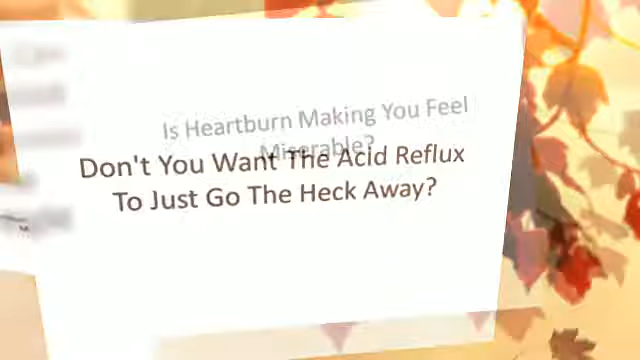 Is Heartburn Making You Feel
Miserable?
Don't You Want The Acid Reflux
To Just Go The Heck Away?